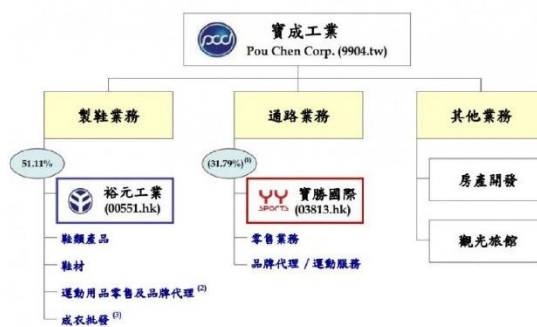 pcc
寶成工業
Pou Chen Corp. (9904.tw)
製鞋業務
通路業務
其他業務
51.11%
(31.79%)(1)
裕元工業
(00551.hk)
YY
SPORTS
寶勝國際
(03813.hk)
房產開發
觀光旅館
鞋類產品
鞋材
運動用品零售及品牌代理 (2)
成衣批發 (3)
零售業務
品牌代理 / 運動服務